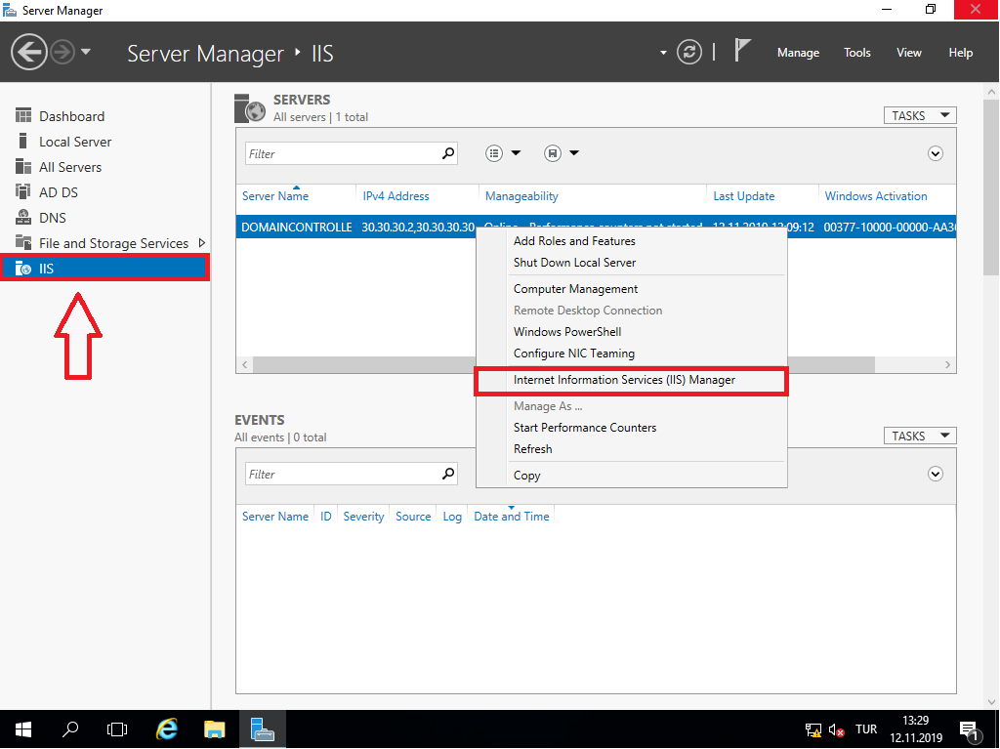 Server Manager
Server Manager ‣ IIS
Manage Tools View Help
Dashboard
Local Server
All Servers
AD DS
DNS
File and Storage Services
IIS
SERVERS
All servers | 1 total
TASKS
Filter
Server Name IPv4 Address Manageability Last Update Windows Activation
DOMAINCONTROLLE 30.30.30.2,30.30.30.30 Online - Performance counters not started 12.11.2019 13:09:12 00377-10000-00000-AA30
Add Roles and Features
Shut Down Local Server
Computer Management
Remote Desktop Connection
Windows PowerShell
Configure NIC Teaming
Internet Information Services (IIS) Manager
Manage As ...
Start Performance Counters
Refresh
Copy
EVENTS
All events | 0 total
TASKS
Filter
Server Name ID Severity Source Log Date and Time
TUR
13:29
12.11.2019
1